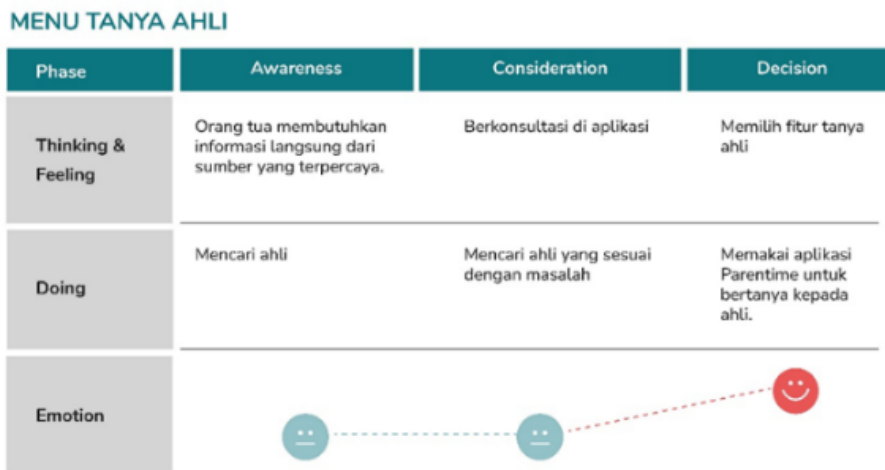 MENU TANYA AHLI
Phase
Awareness
Consideration
Decision
Thinking &
Feeling
Orang tua membutuhkan
informasi langsung dari
sumber yang terpercaya.
Berkonsultasi di aplikasi
Memilih fitur tanya
ahli
Doing
Mencari ahli
Mencari ahli yang sesuai
dengan masalah
Memakai aplikasi
Parentime untuk
bertanya kepada
ahli.
Emotion